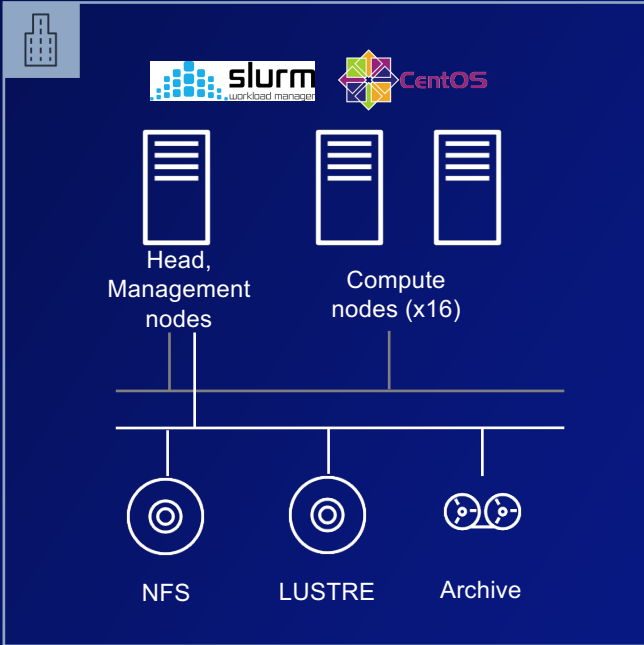 slurm
workload manager
CentOS
Head,
Management
nodes
Compute
nodes (x16)
NFS
LUSTRE
Archive